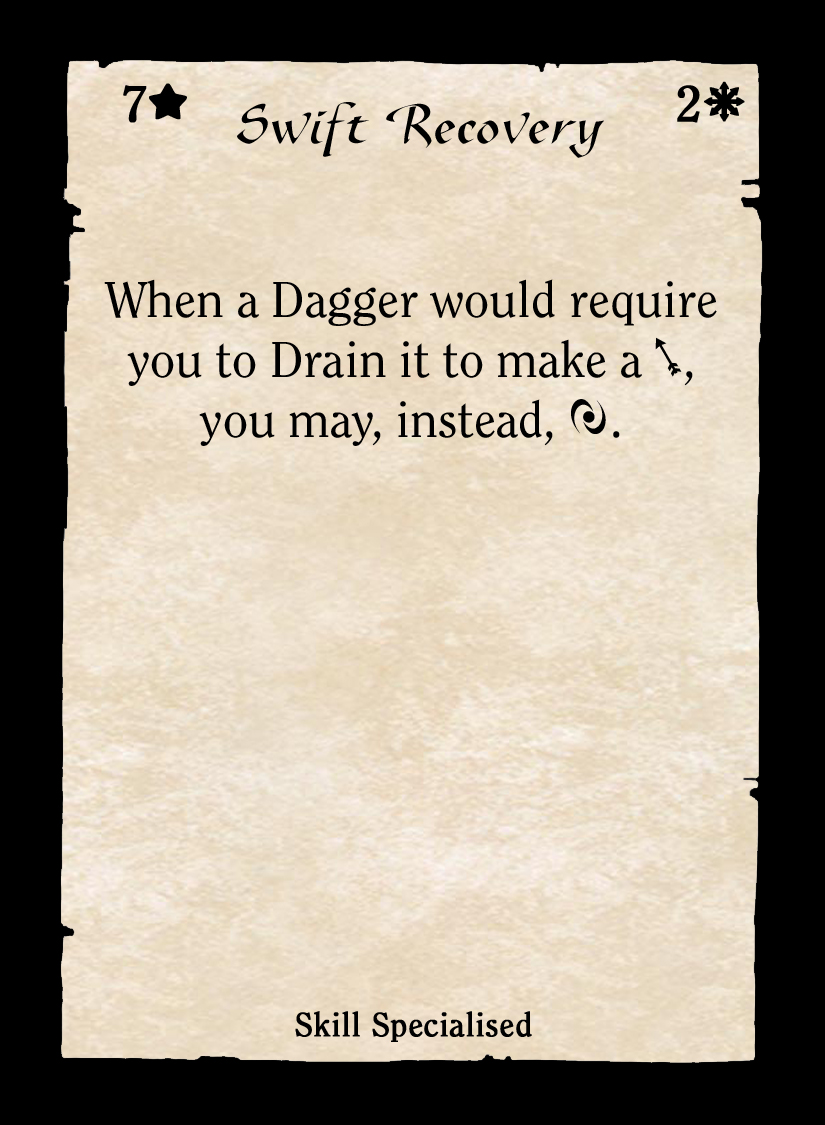 7★ Swift Recovery 2
When a Dagger would require
you to Drain it to make a ,
you may, instead, .
Skill Specialised